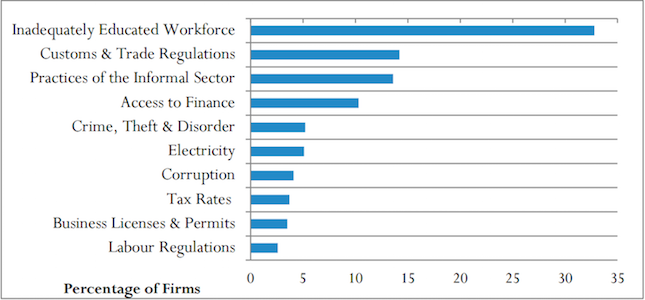 Inadequately Educated Workforce
Customs & Trade Regulations
Practices of the Informal Sector
Access to Finance
Crime, Theft & Disorder
Electricity
Corruption
Tax Rates
Business Licenses & Permits
Labour Regulations
0 5 10 15 20 25 30 35
Percentage of Firms